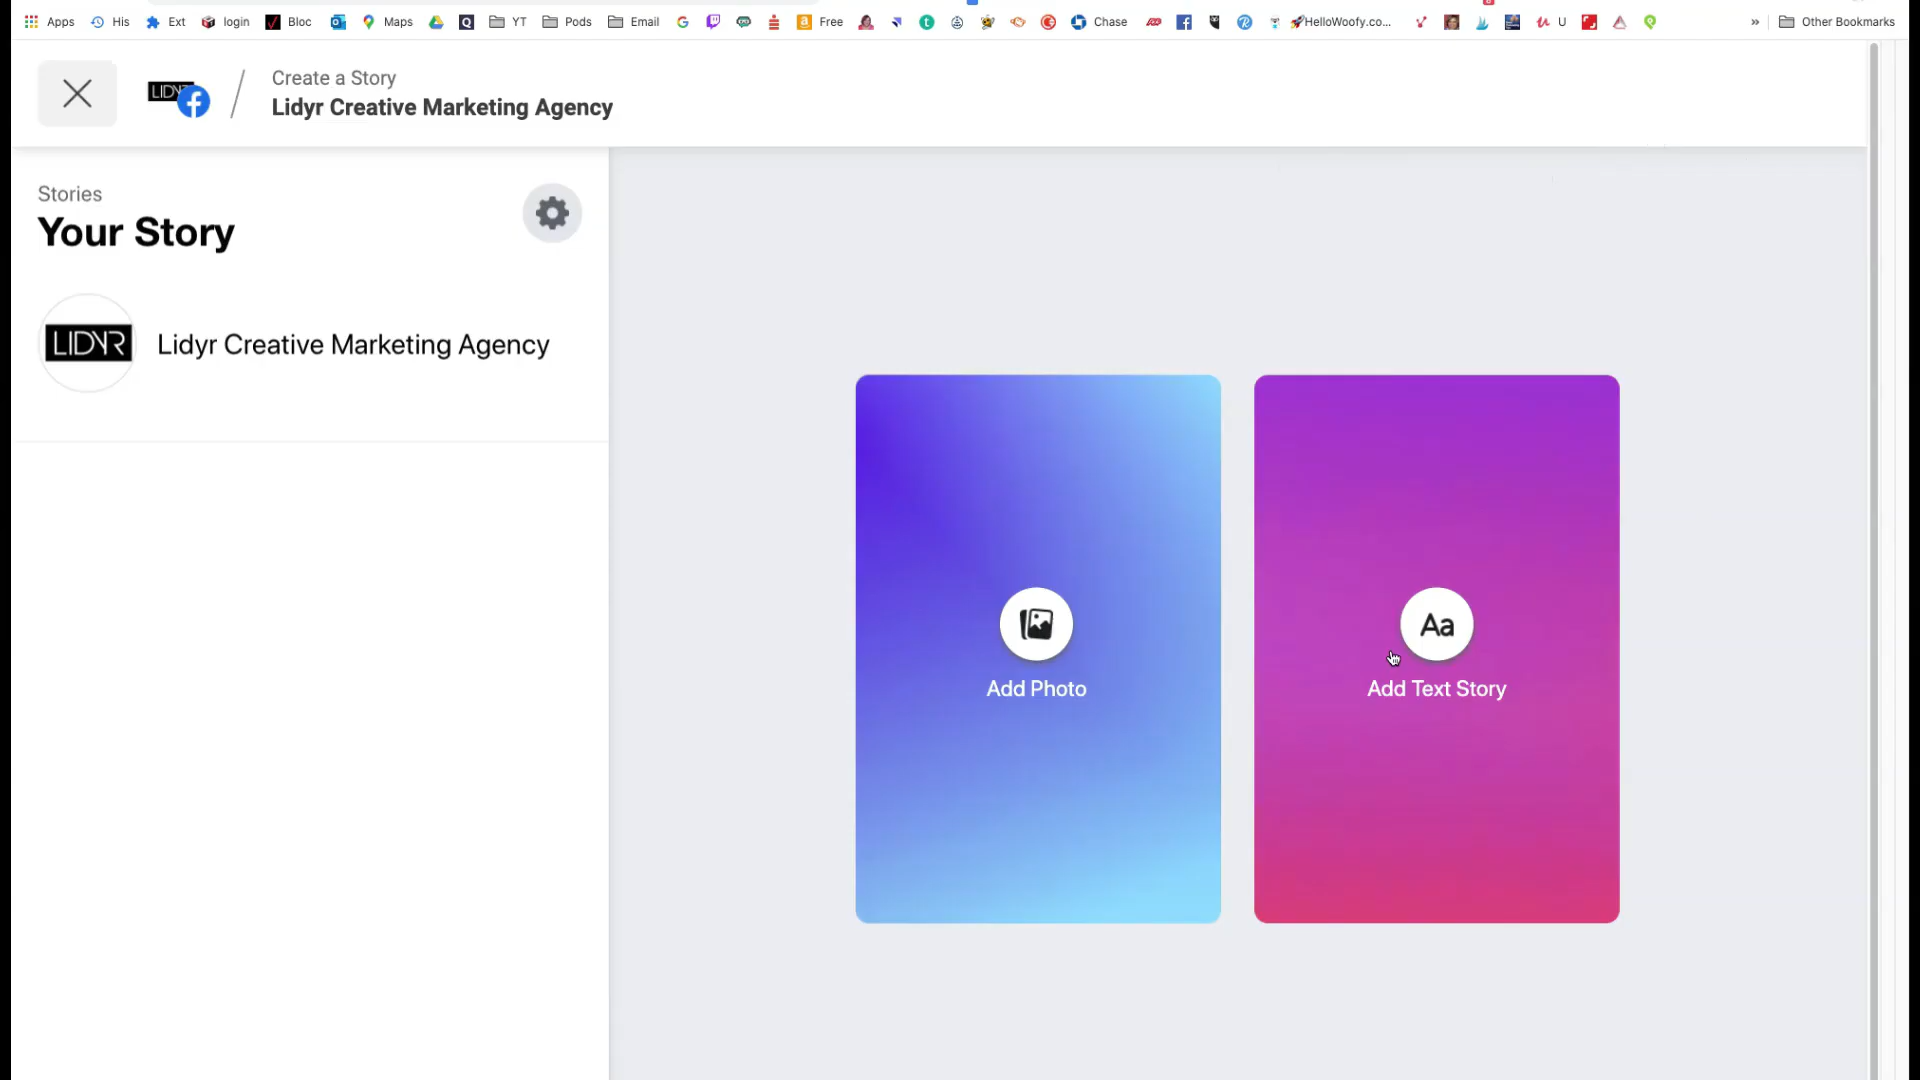 Apps His Ext login Bloc Maps YT Pods Email Free Chase HelloWoofy.co... U » Other Bookmarks
LIDYR
Create a Story
Lidyr Creative Marketing Agency
Stories
Your Story
LIDYR Lidyr Creative Marketing Agency
Aa
Add Photo Add Text Story